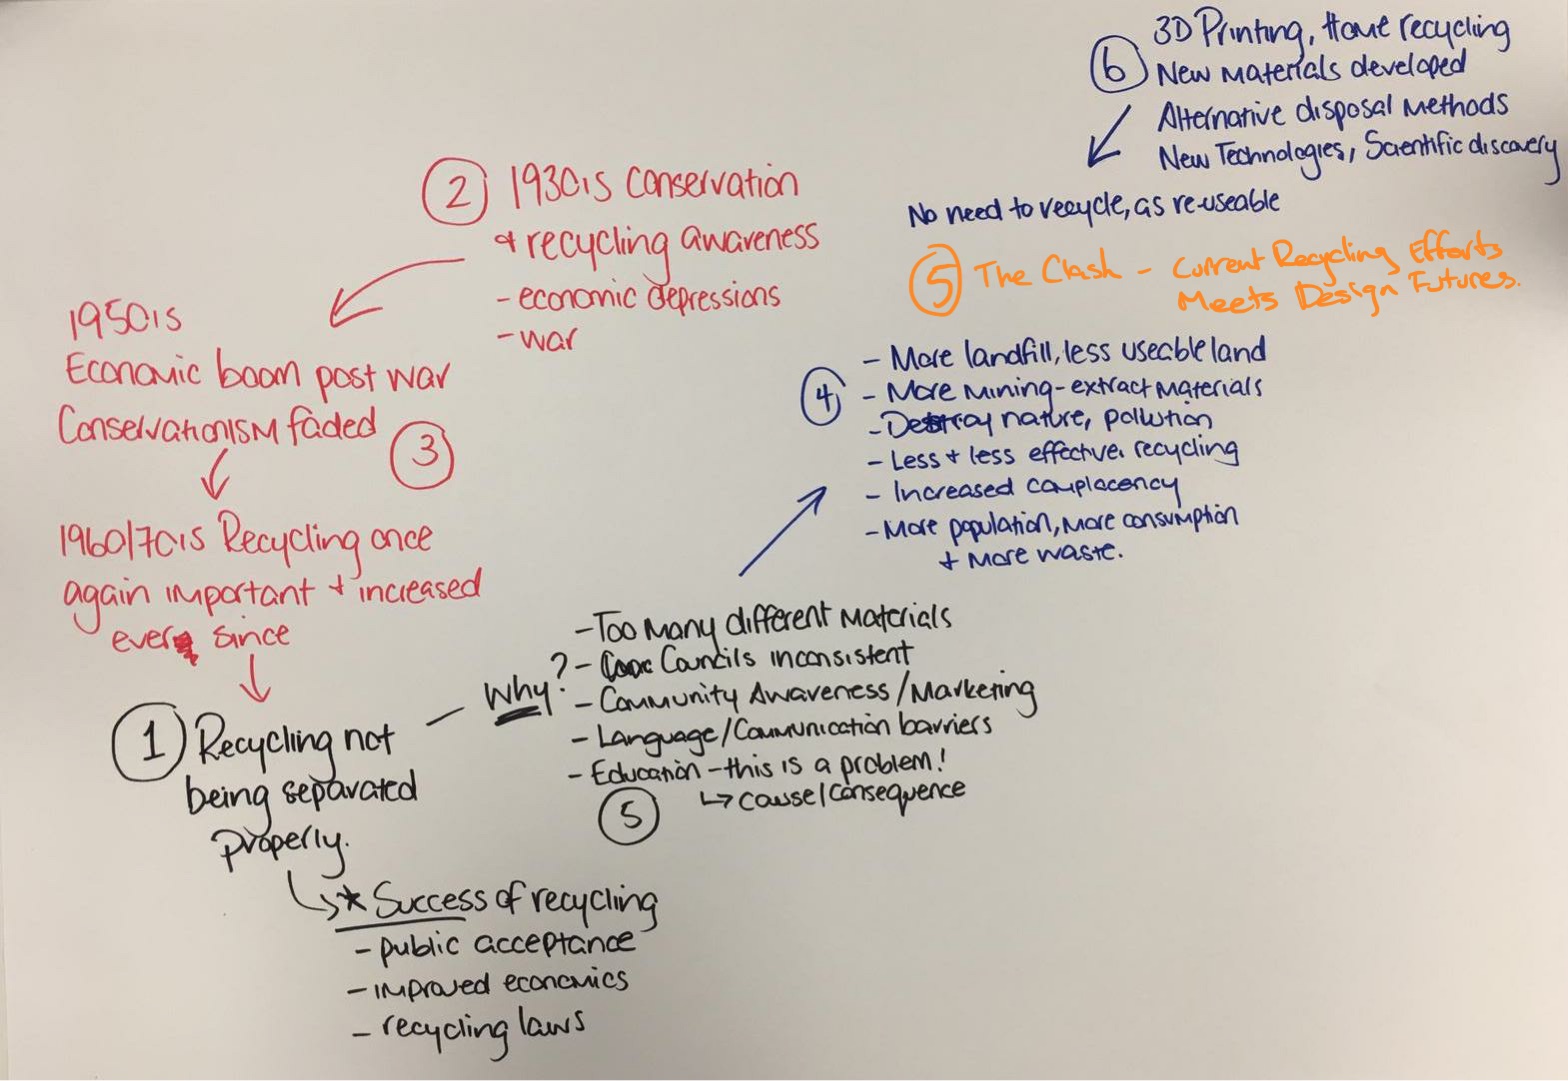 6
3D Printing, Home recycling
New materials developed
Alternative disposal methods
New Technologies, Scientific discovery
No need to recycle, as re-useable
5 The Clash - Current Recycling Efforts
Meets Design Futures.
2 1930's Conservation
+ recycling awareness
- economic depressions
- war
1950's
Economic boom post war
Conservationism faded
3
1960/70's Recycling once
again important + increased
ever since
4
- More landfill, less useable land
- More mining - extract materials
- Destroy nature, pollution
- Less + less effective recycling
- Increased complacency
- More population, more consumption
+ more waste.
1 Recycling not
being separated
properly.
Why?
- Too many different materials
- Councils inconsistent
- Community Awareness/Marketing
- Language/Communication barriers
- Education - this is a problem!
↳ cause/consequence
5
↳ * Success of recycling
- public acceptance
- improved economics
- recycling laws